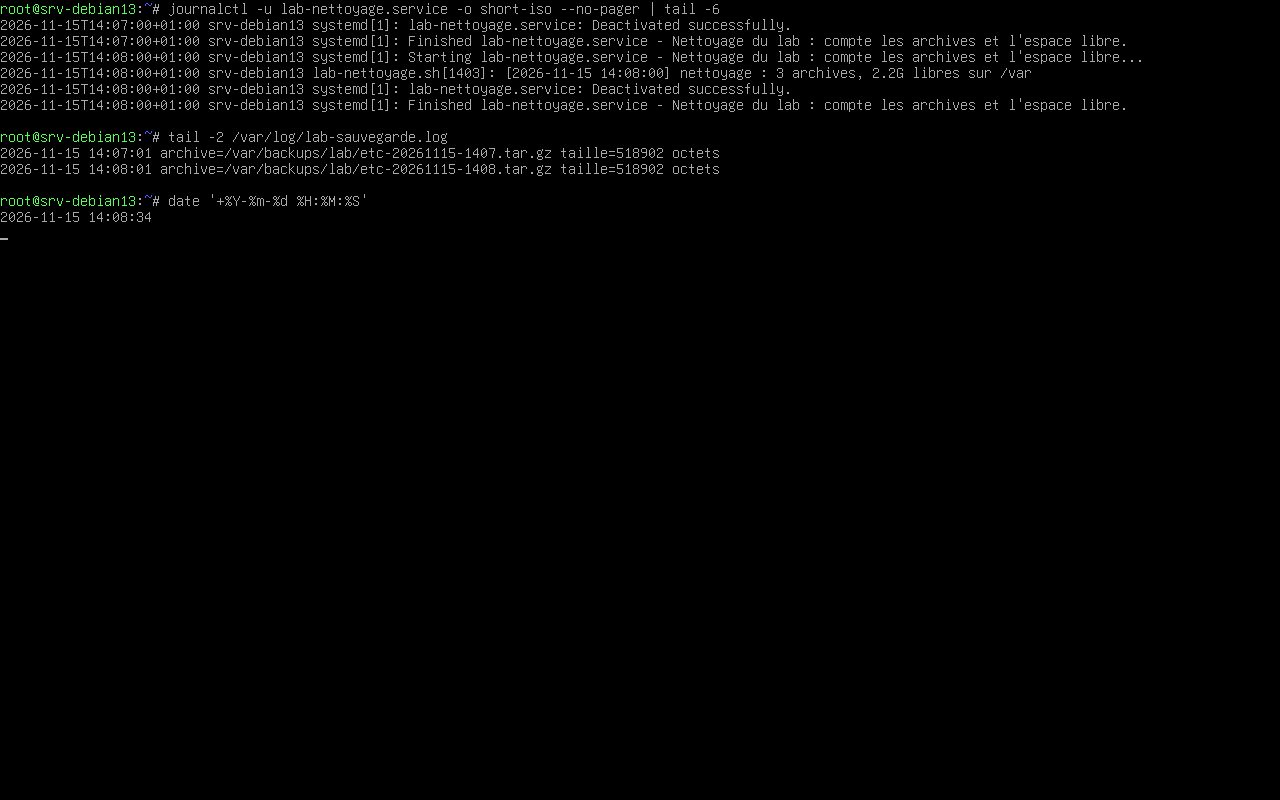 root@srv-debian13:~# journalctl -u lab-nettoyage.service -o short-iso --no-pager | tail -6
2026-11-15T14:07:00+01:00 srv-debian13 systemd[1]: lab-nettoyage.service: Deactivated successfully.
2026-11-15T14:07:00+01:00 srv-debian13 systemd[1]: Finished lab-nettoyage.service - Nettoyage du lab : compte les archives et l'espace libre.
2026-11-15T14:08:00+01:00 srv-debian13 systemd[1]: Starting lab-nettoyage.service - Nettoyage du lab : compte les archives et l'espace libre...
2026-11-15T14:08:00+01:00 srv-debian13 lab-nettoyage.sh[1403]: [2026-11-15 14:08:00] nettoyage : 3 archives, 2.2G libres sur /var
2026-11-15T14:08:00+01:00 srv-debian13 systemd[1]: lab-nettoyage.service: Deactivated successfully.
2026-11-15T14:08:00+01:00 srv-debian13 systemd[1]: Finished lab-nettoyage.service - Nettoyage du lab : compte les archives et l'espace libre.
root@srv-debian13:~# tail -2 /var/log/lab-sauvegarde.log
2026-11-15 14:07:01 archive=/var/backups/lab/etc-20261115-1407.tar.gz taille=518902 octets
2026-11-15 14:08:01 archive=/var/backups/lab/etc-20261115-1408.tar.gz taille=518902 octets
root@srv-debian13:~# date '+%Y-%m-%d %H:%M:%S'
2026-11-15 14:08:34